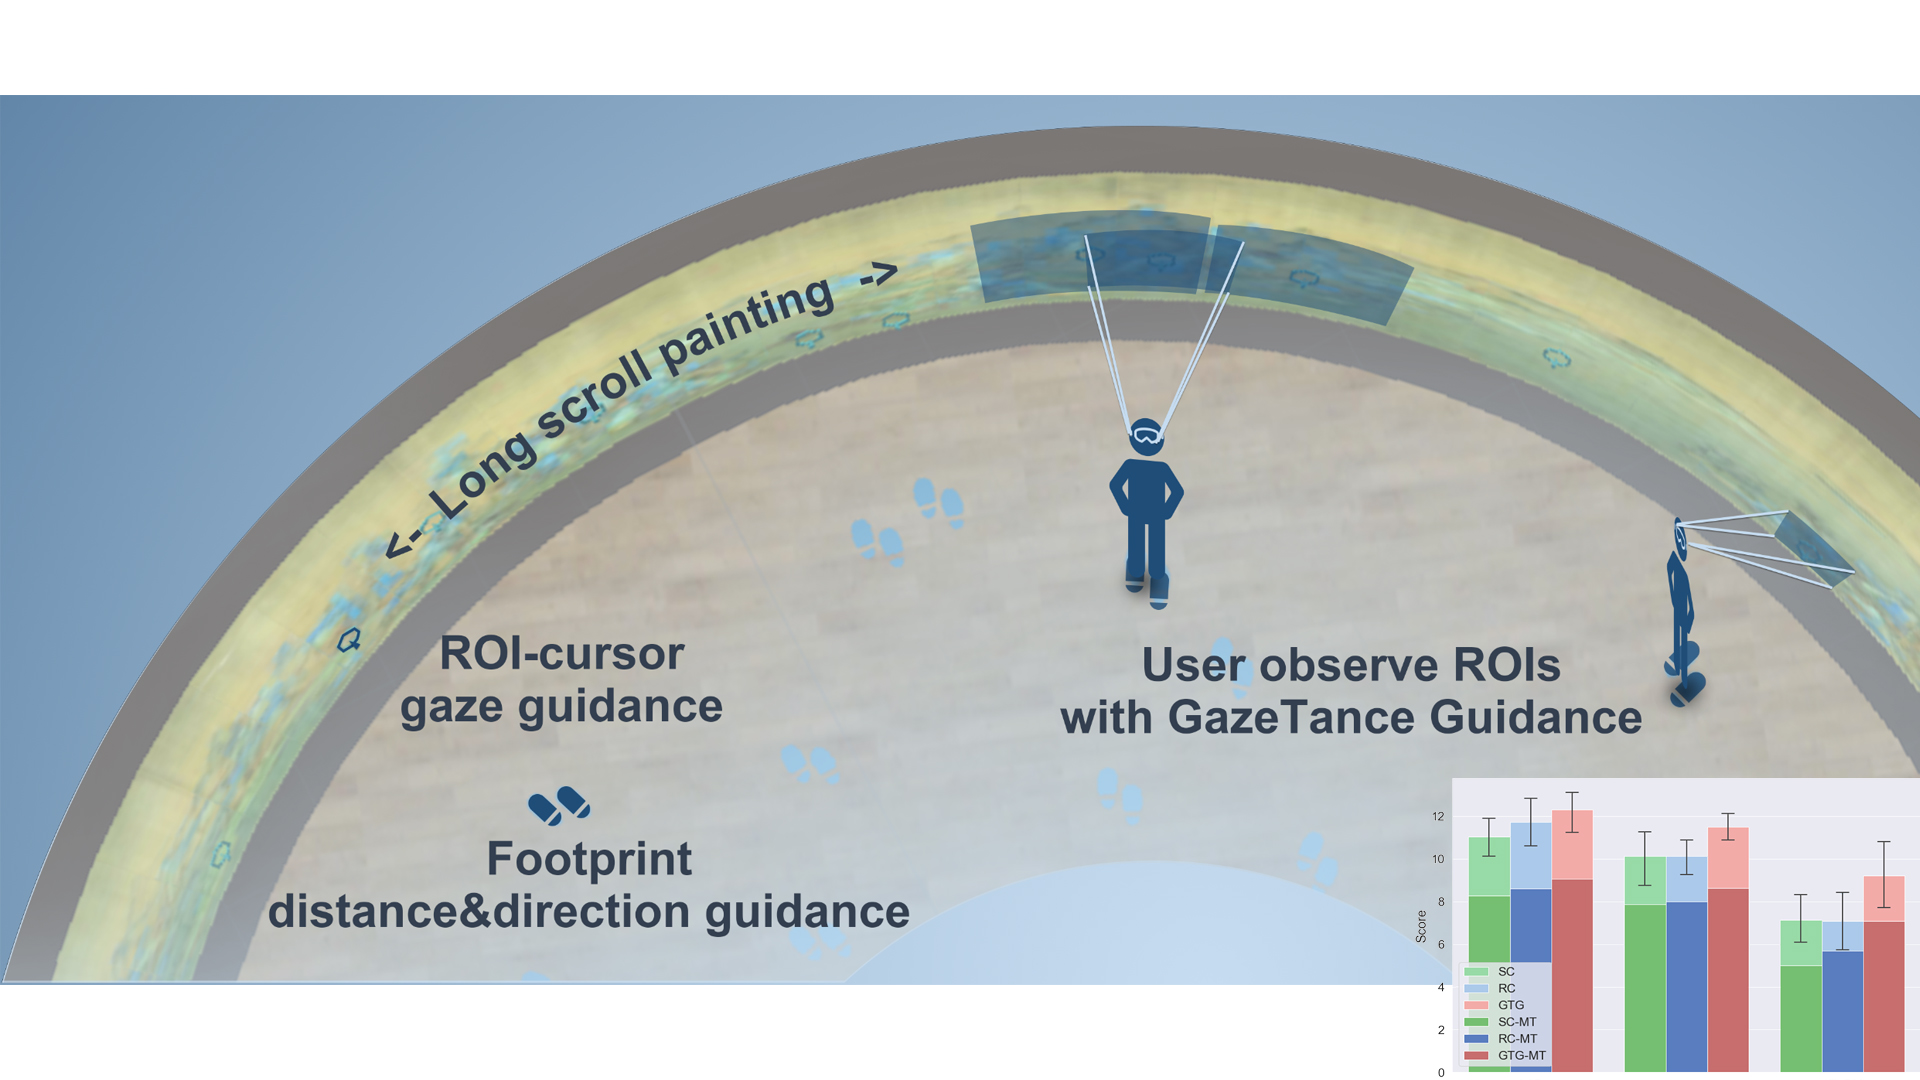 <- Long scroll painting ->
ROI-cursor
gaze guidance
User observe ROIs
with GazeTance Guidance
Footprint
distance&direction guidance
Score
12
10
8
6
4
2
0
SC
RC
GTG
SC-MT
RC-MT
GTG-MT